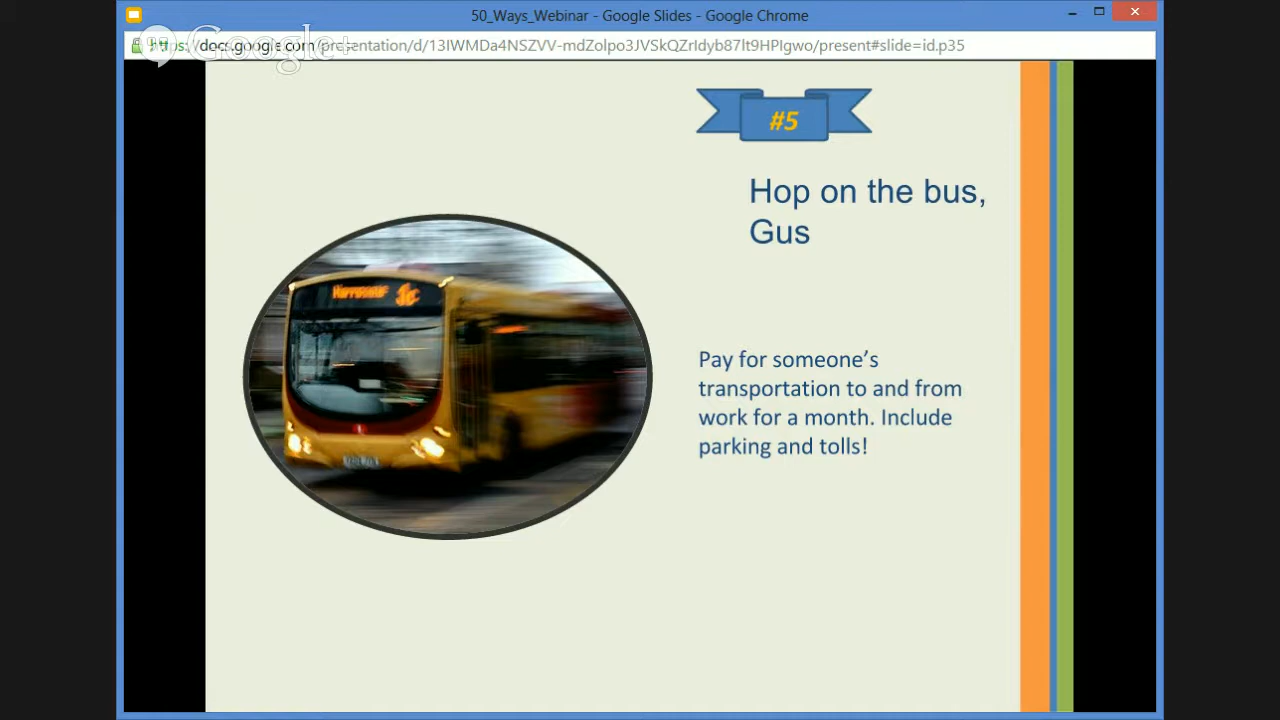 50_Ways_Webinar - Google Slides - Google Chrome
https://docs.google.com/presentation/d/13IWMDa4NSZVV-mdZolpo3JVSkQZrIdyb87lt9HPIgwo/present#slide=id.p35
Google+
#5
Hop on the bus,
Gus
Pay for someone’s
transportation to and from
work for a month. Include
parking and tolls!